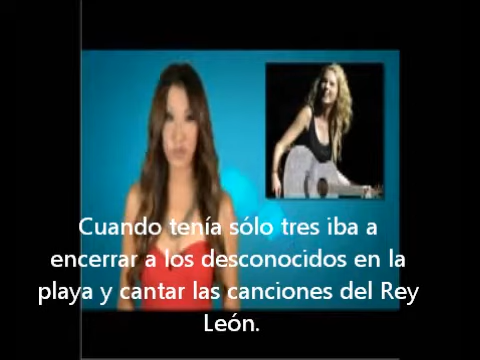 Cuando tenía sólo tres iba a
encerrar a los desconocidos en la
playa y cantar las canciones del Rey
León.